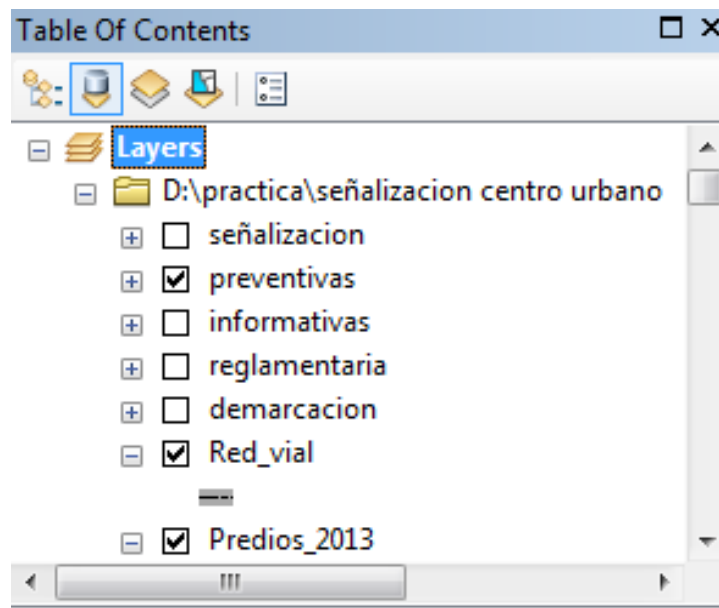 Table Of Contents
Layers
D:\practica\señalizacion centro urbano
señalizacion
preventivas
informativas
reglamentaria
demarcacion
Red_vial
Predios_2013